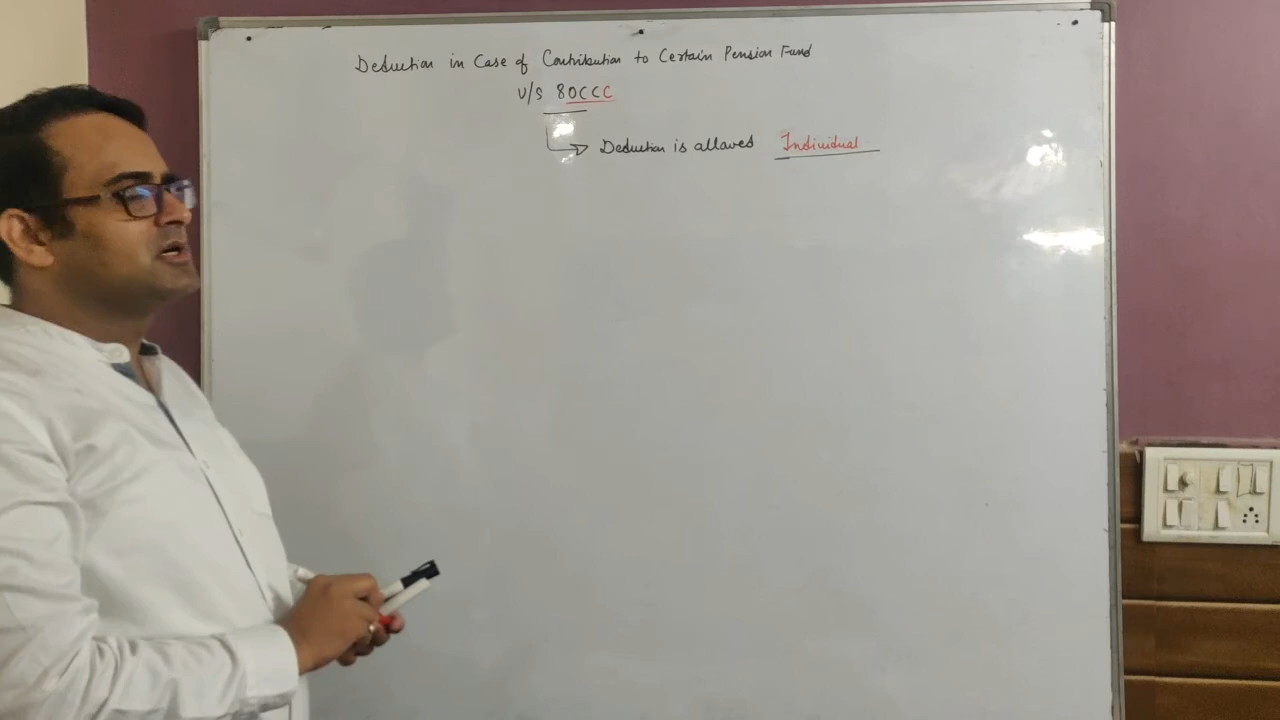 Deduction in Case of Contribution to Certain Pension Fund
U/S 80CCC
Deduction is allowed Individual